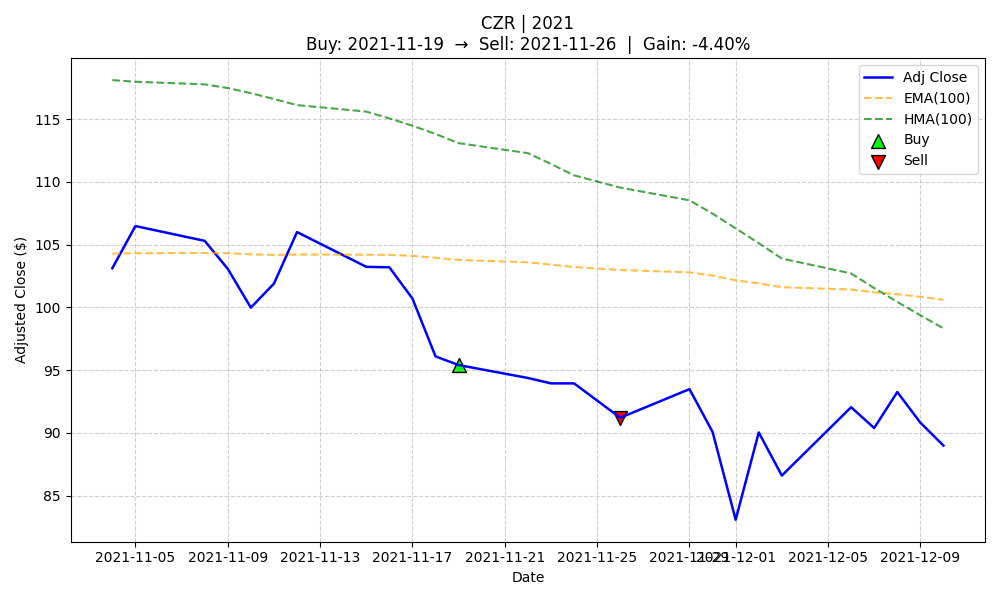 CZR | 2021
Buy: 2021-11-19 → Sell: 2021-11-26 | Gain: -4.40%
Adj Close
EMA(100)
HMA(100)
Buy
Sell
Adjusted Close ($)
115
110
105
100
95
90
85
2021-11-05
2021-11-09
2021-11-13
2021-11-17
2021-11-21
2021-11-25
2021-11-29
2021-12-01
2021-12-05
2021-12-09
Date